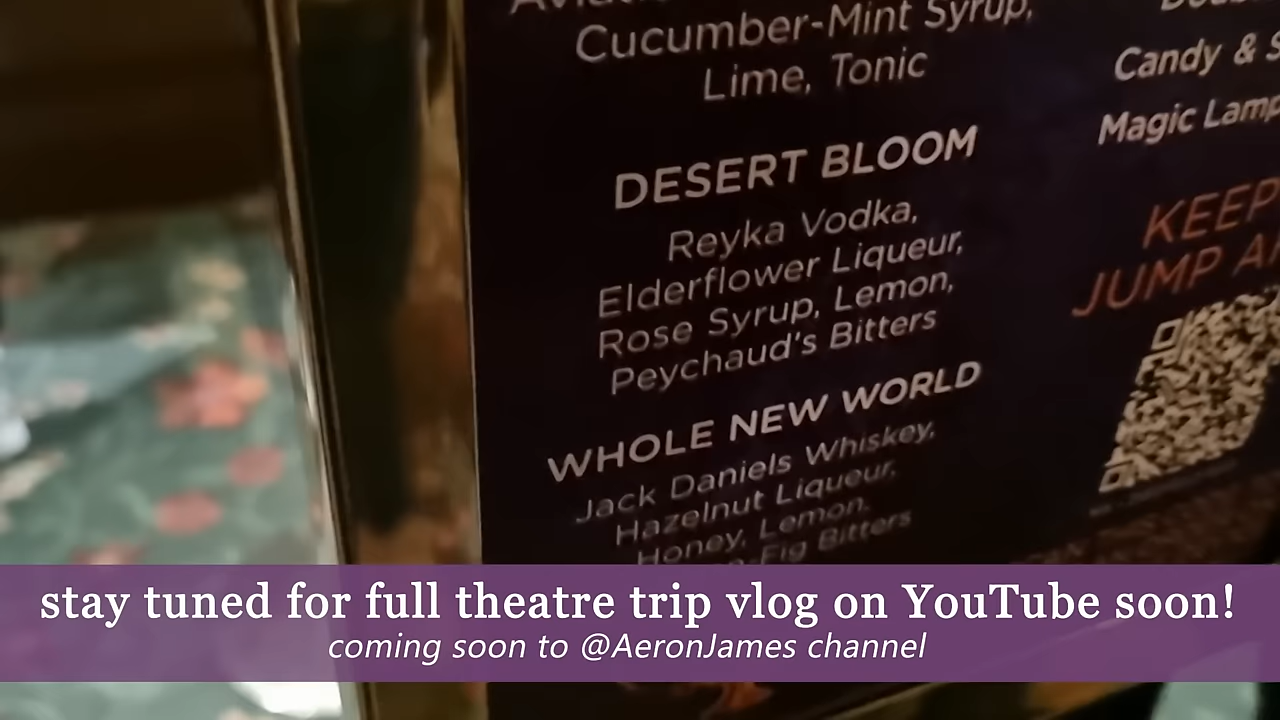 Cucumber-Mint Syrup,
Lime, Tonic
DESERT BLOOM
Reyka Vodka,
Elderflower Liqueur,
Rose Syrup, Lemon,
Peychaud's Bitters
WHOLE NEW WORLD
Jack Daniels Whiskey,
Hazelnut Liqueur,
Honey, Lemon,
Fig Bitters
Candy &
Magic Lamp
KEEP
JUMP
stay tuned for full theatre trip vlog on YouTube soon!
coming soon to @AeronJames channel